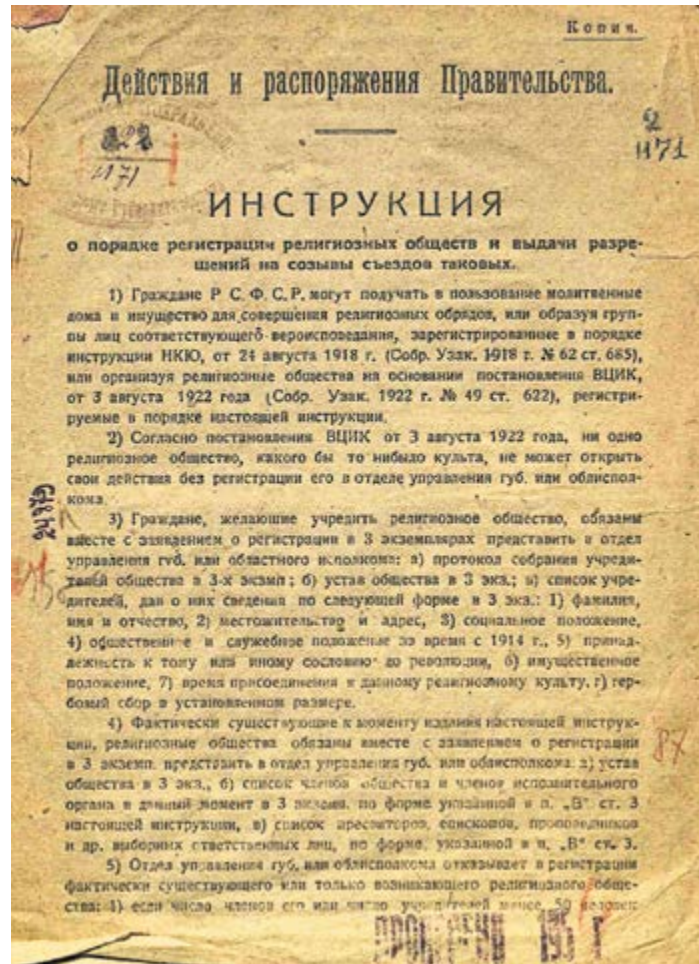 Копия.
Действия и распоряжения Правительства.
2
1171
222
1171
ИНСТРУКЦИЯ
о порядке регистрации религиозных обществ и выдачи разре-
шений на созывы съездов таковых.
1) Граждане Р С. Ф. С. Р. могут получать в пользование молитвенные
дома и имущество для совершения религиозных обрядов, или образуя груп-
пы лиц соответствующего вероисповедания, зарегистрированные в порядке
инструкции НКЮ, от 24 августа 1918 г. (Собр. Узак. 1918 г. № 62 ст. 685),
или организуя религиозные общества на основании постановления ВЦИК,
от 3 августа 1922 года (Собр. Узак. 1922 г. № 49 ст. 622), регистри-
руемые в порядке настоящей инструкции.
2) Согласно постановления ВЦИК от 3 августа 1922 года, ни одно
религиозное общество, какого бы то нибыло культа, не может открыть
свои действия без регистрации его в отделе управления губ. или облиспол-
кома.
3) Граждане, желающие учредить религиозное общество, обязаны
вместе с заявлением о регистрации в 3 экземплярах представить в отдел
управления губ. или областного исполкома: а) протокол собрания учреди-
телей общества в 3-х экземп; б) устав общества в 3 экз.; в) список учре-
дителей, дав о них сведения по следующей форме в 3 экз.: 1) фамилия,
имя и отчество, 2) местожительство и адрес, 3) социальное положение,
4) общественное и служебное положение за время с 1914 г., 5) принад-
лежность к тому или иному сословию до революции, 6) имущественное
положение, 7) время присоединения к данному религиозному культу, г) гер-
бовый сбор в установленном размере.
4) Фактически существующие к моменту издания настоящей инструк-
ции, религиозные общества обязаны вместе с заявлением о регистрации
в 3 экземп. представить в отдел управления губ. или облисполкома: а) устав
общества в 3 экз., б) список членов общества и членов исполнительного
органа в данный момент в 3 экземп. по форме указанной в п. „В" ст. 3
настоящей инструкции, в) список пресвитеров, епископов, проповедников
и др. выборных ответственных лиц, по форме, указанной в п. „В" ст. 3.
5) Отдел управления губ. или облисполкома отказывает в регистрации
фактически существующего или только возникающего религиозного обще-
ства: 1) если число членов его или число учредителей менее 50 человек
87
195 г